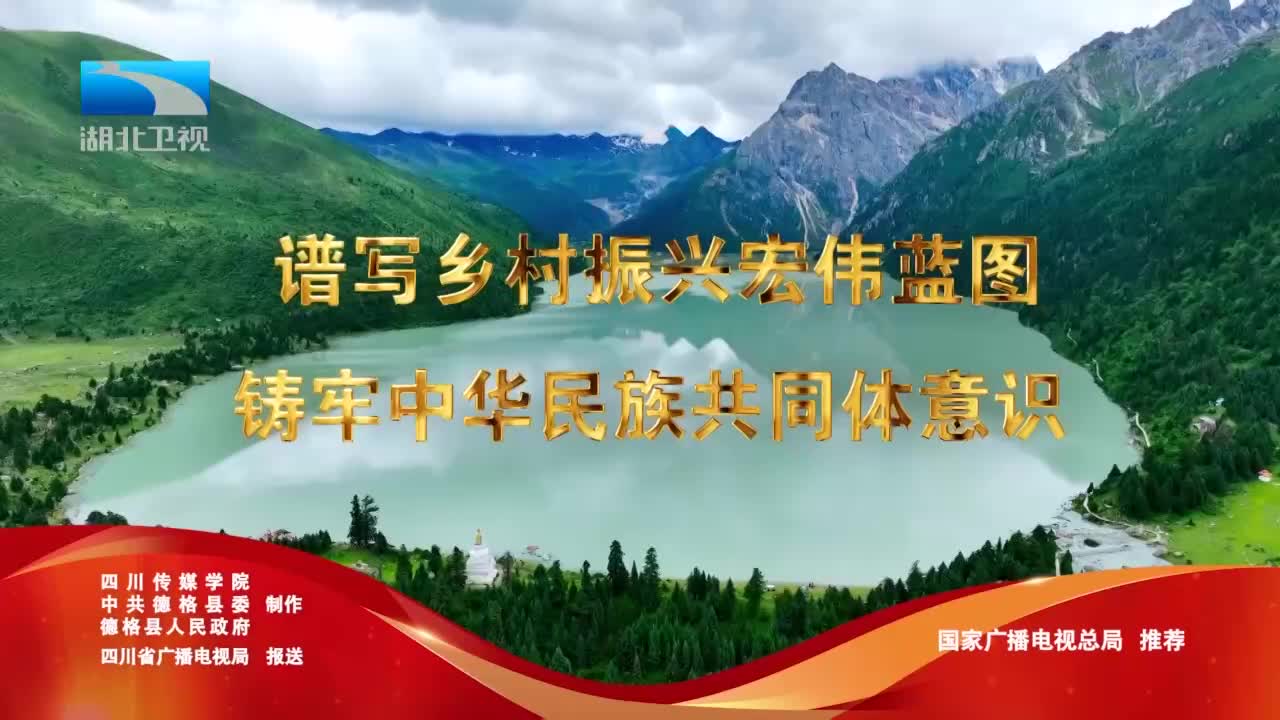 湖北卫视
谱写乡村振兴宏伟蓝图
铸牢中华民族共同体意识
四川传媒学院
中共德格县委 制作
德格县人民政府
四川省广播电视局 报送
国家广播电视总局 推荐